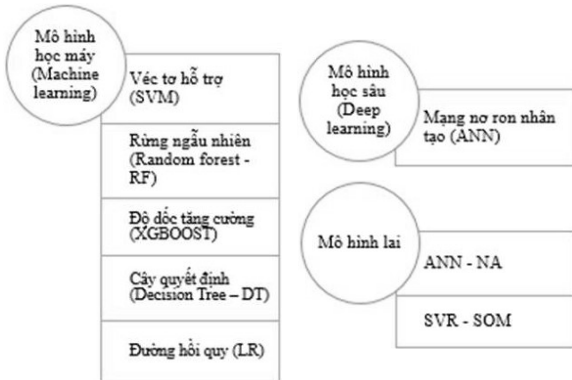 Mô hình
học máy
(Machine
learning)
Véc tơ hỗ trợ
(SVM)
Rừng ngẫu nhiên
(Random forest -
RF)
Độ dốc tăng cường
(XGBOOST)
Cây quyết định
(Decision Tree – DT)
Đường hồi quy (LR)
Mô hình
học sâu
(Deep
learning)
Mạng nơ ron nhân
tạo (ANN)
Mô hình lai
ANN - NA
SVR - SOM